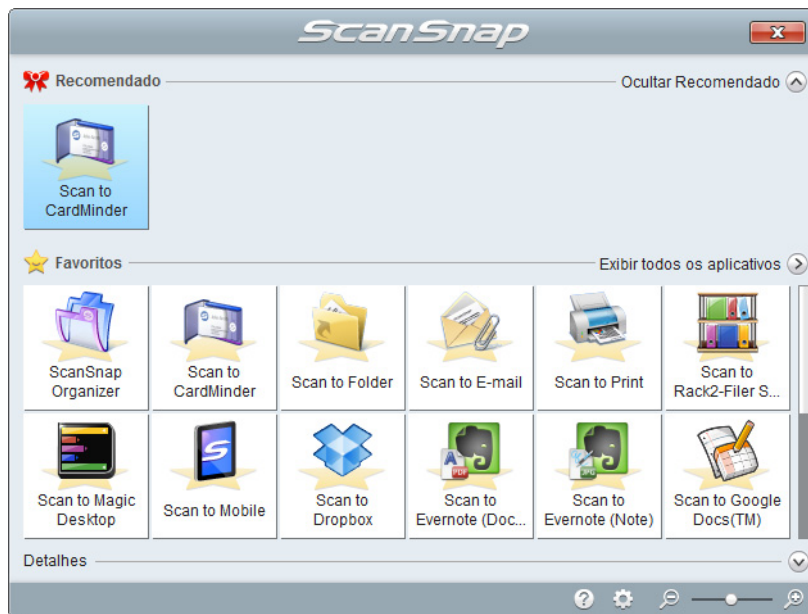 ScanSnap
Recomendado
Ocultar Recomendado
Scan to
CardMinder
Favoritos
Exibir todos os aplicativos
ScanSnap
Organizer
Scan to
CardMinder
Scan to Folder
Scan to E-mail
Scan to Print
Scan to
Rack2-Filer S...
Scan to Magic
Desktop
Scan to Mobile
Scan to
Dropbox
Scan to
Evernote (Doc...
Scan to
Evernote (Note)
Scan to Google
Docs(TM)
Detalhes